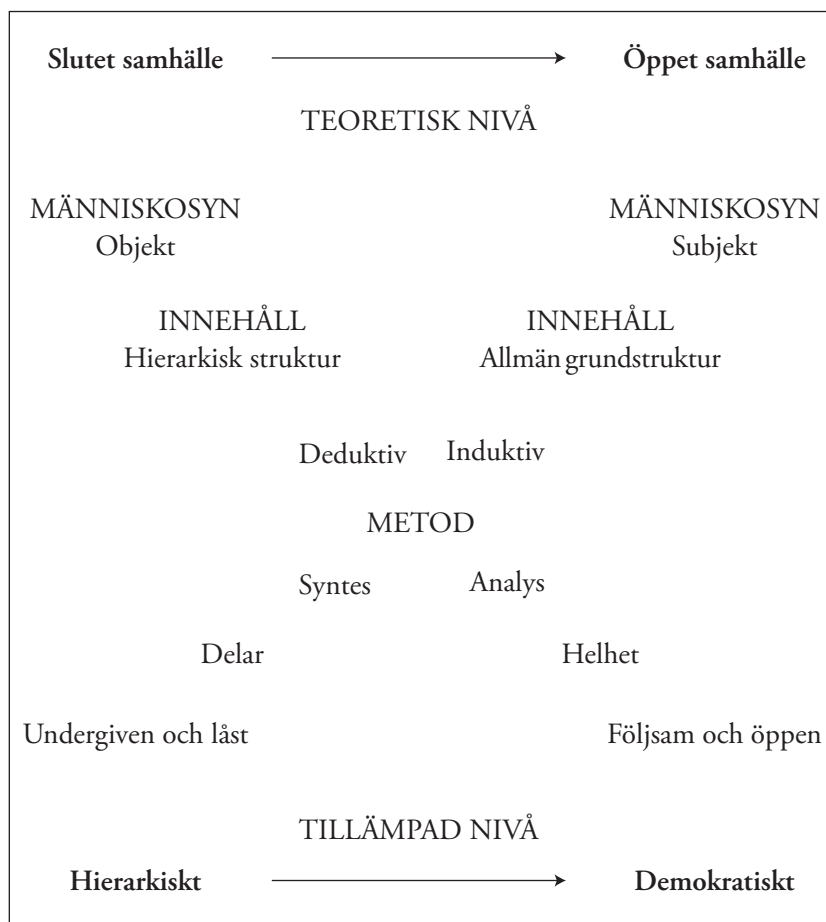 Slutet samhälle Öppet samhälle
TEORETISK NIVÅ
MÄNNISKOSYN MÄNNISKOSYN
Objekt Subjekt
INNEHÅLL INNEHÅLL
Hierarkisk struktur Allmän grundstruktur
Deduktiv Induktiv
METOD
Syntes Analys
Delar Helhet
Undergiven och låst Följsam och öppen
TILLÄMPAD NIVÅ
Hierarkiskt Demokratiskt